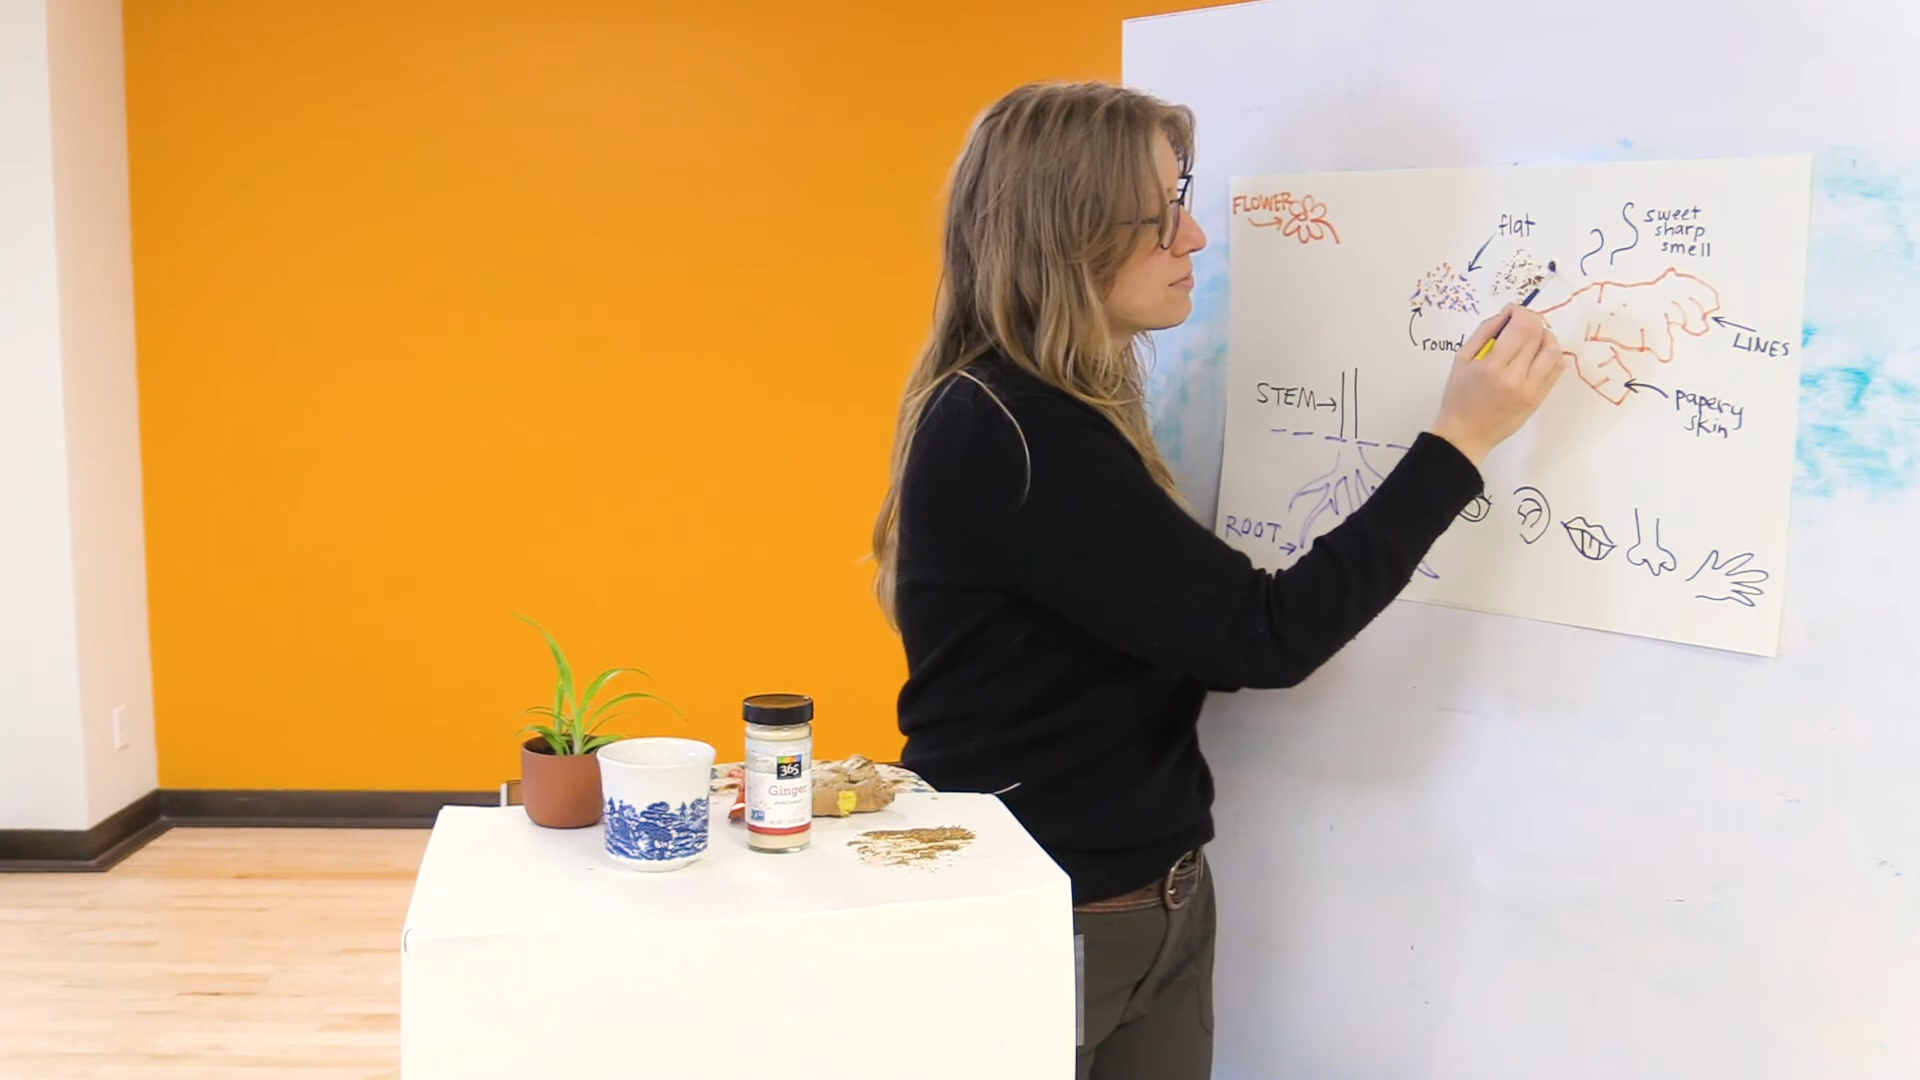 FLOWER
flat
sweet
sharp
smell
round
LINES
STEM
papery
skin
ROOT
365
Ginger